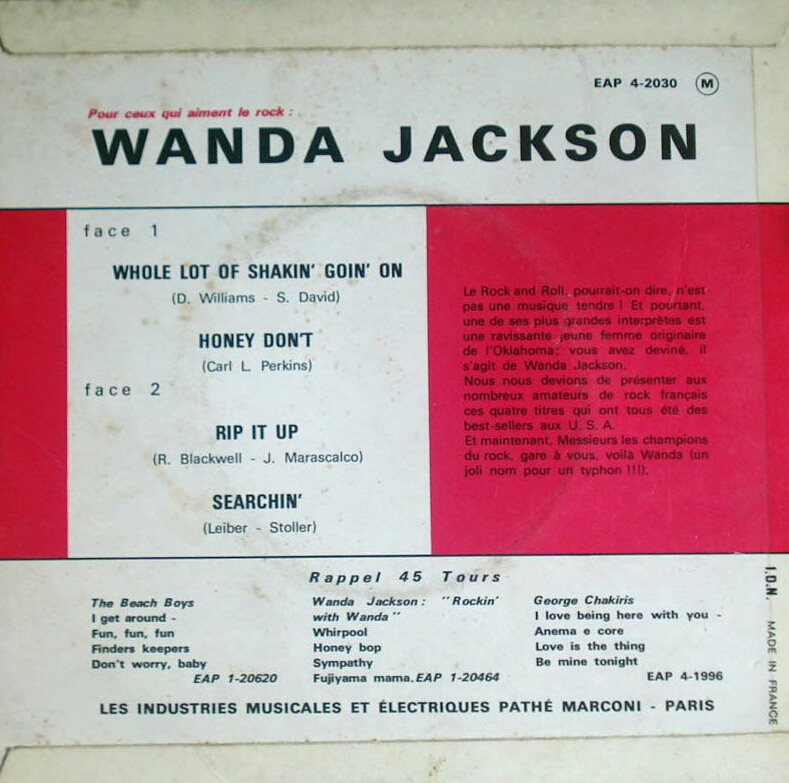 EAP 4-2030 M
Pour ceux qui aiment le rock :
WANDA JACKSON
face 1
WHOLE LOT OF SHAKIN' GOIN' ON
(D. Williams - S. David)
HONEY DON'T
(Carl L. Perkins)
face 2
RIP IT UP
(R. Blackwell - J. Marascalco)
SEARCHIN'
(Leiber - Stoller)
Le Rock and Roll, pourrait-on dire, n'est
pas une musique tendre ! Et pourtant,
une de ses plus grandes interprètes est
une ravissante jeune femme originaire
de l'Oklahoma; vous avez deviné, il
s'agit de Wanda Jackson.
Nous nous devions de présenter aux
nombreux amateurs de rock français
ces quatre titres qui ont tous été des
best-sellers aux U. S. A.
Et maintenant, Messieurs les champions
du rock, gare à vous, voilà Wanda (un
joli nom pour un typhon !!!).
Rappel 45 Tours
The Beach Boys
I get around -
Fun, fun, fun
Finders keepers
Don't worry, baby
EAP 1-20620
Wanda Jackson : "Rockin'
with Wanda"
Whirpool
Honey bop
Sympathy
Fujiyama mama. EAP 1-20464
George Chakiris
I love being here with you -
Anema e core
Love is the thing
Be mine tonight
EAP 4-1996
LES INDUSTRIES MUSICALES ET ÉLECTRIQUES PATHÉ MARCONI - PARIS
I.D.N. MADE IN FRANCE